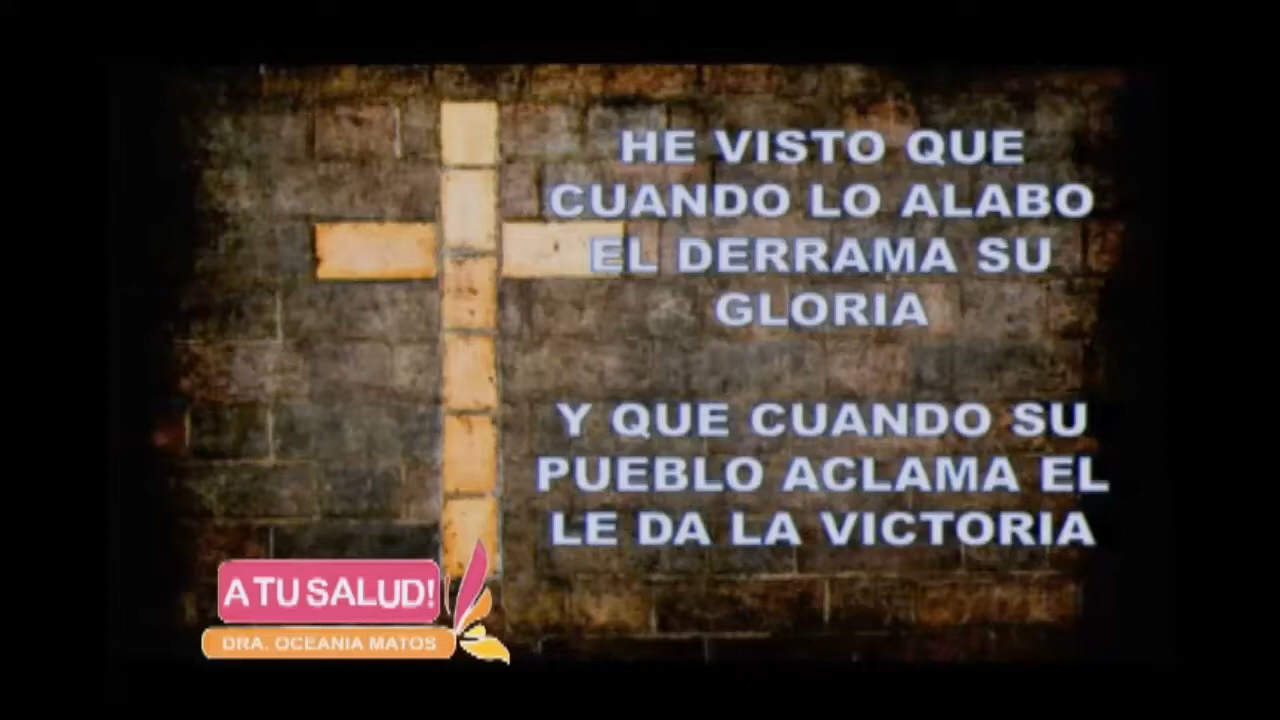 HE VISTO QUE
CUANDO LO ALABO
EL DERRAMA SU
GLORIA
Y QUE CUANDO SU
PUEBLO ACLAMA EL
LE DA LA VICTORIA
A TU SALUD!
DRA. OCEANIA MATOS